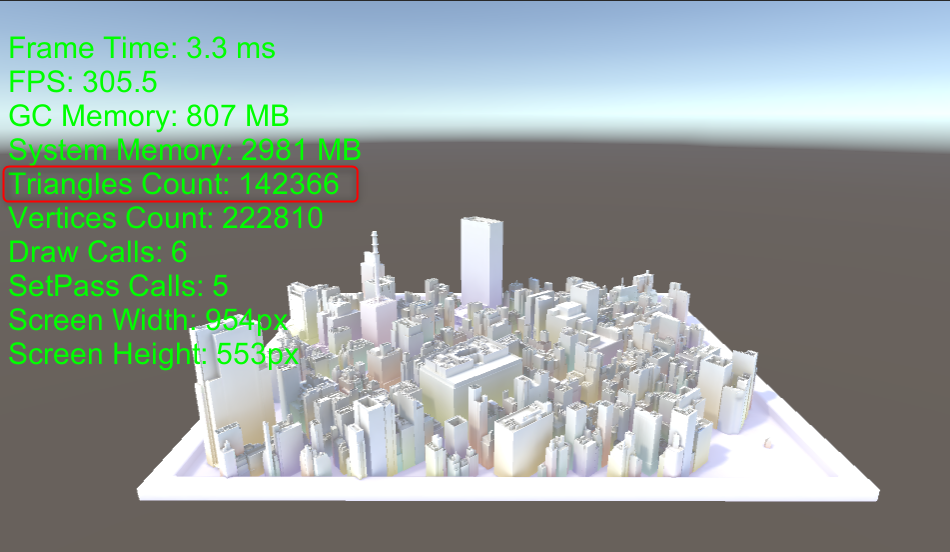 Frame Time: 3.3 ms
FPS: 305.5
GC Memory: 807 MB
System Memory: 2981 MB
Triangles Count: 142366
Vertices Count: 222810
Draw Calls: 6
SetPass Calls: 5
Screen Width: 954px
Screen Height: 553px